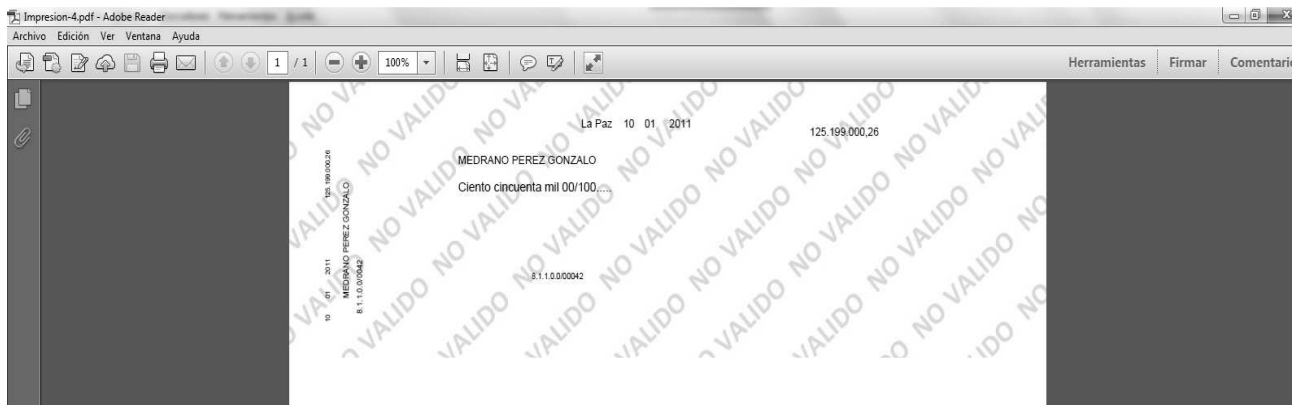 Impresion-4.pdf - Adobe Reader
Archivo Edición Ver Ventana Ayuda
1 / 1 100% Herramientas Firmar Comentari
La Paz 10 01 2011 125.199.000,26
MEDRANO PEREZ GONZALO
Ciento cincuenta mil 00/100.....
8.1.1.0.0/00042
10 01 2011 125.199.000,26
MEDRANO PEREZ GONZALO
8.1.1.0.0/0042
NO VALIDO NO VALIDO NO VALIDO NO VALIDO